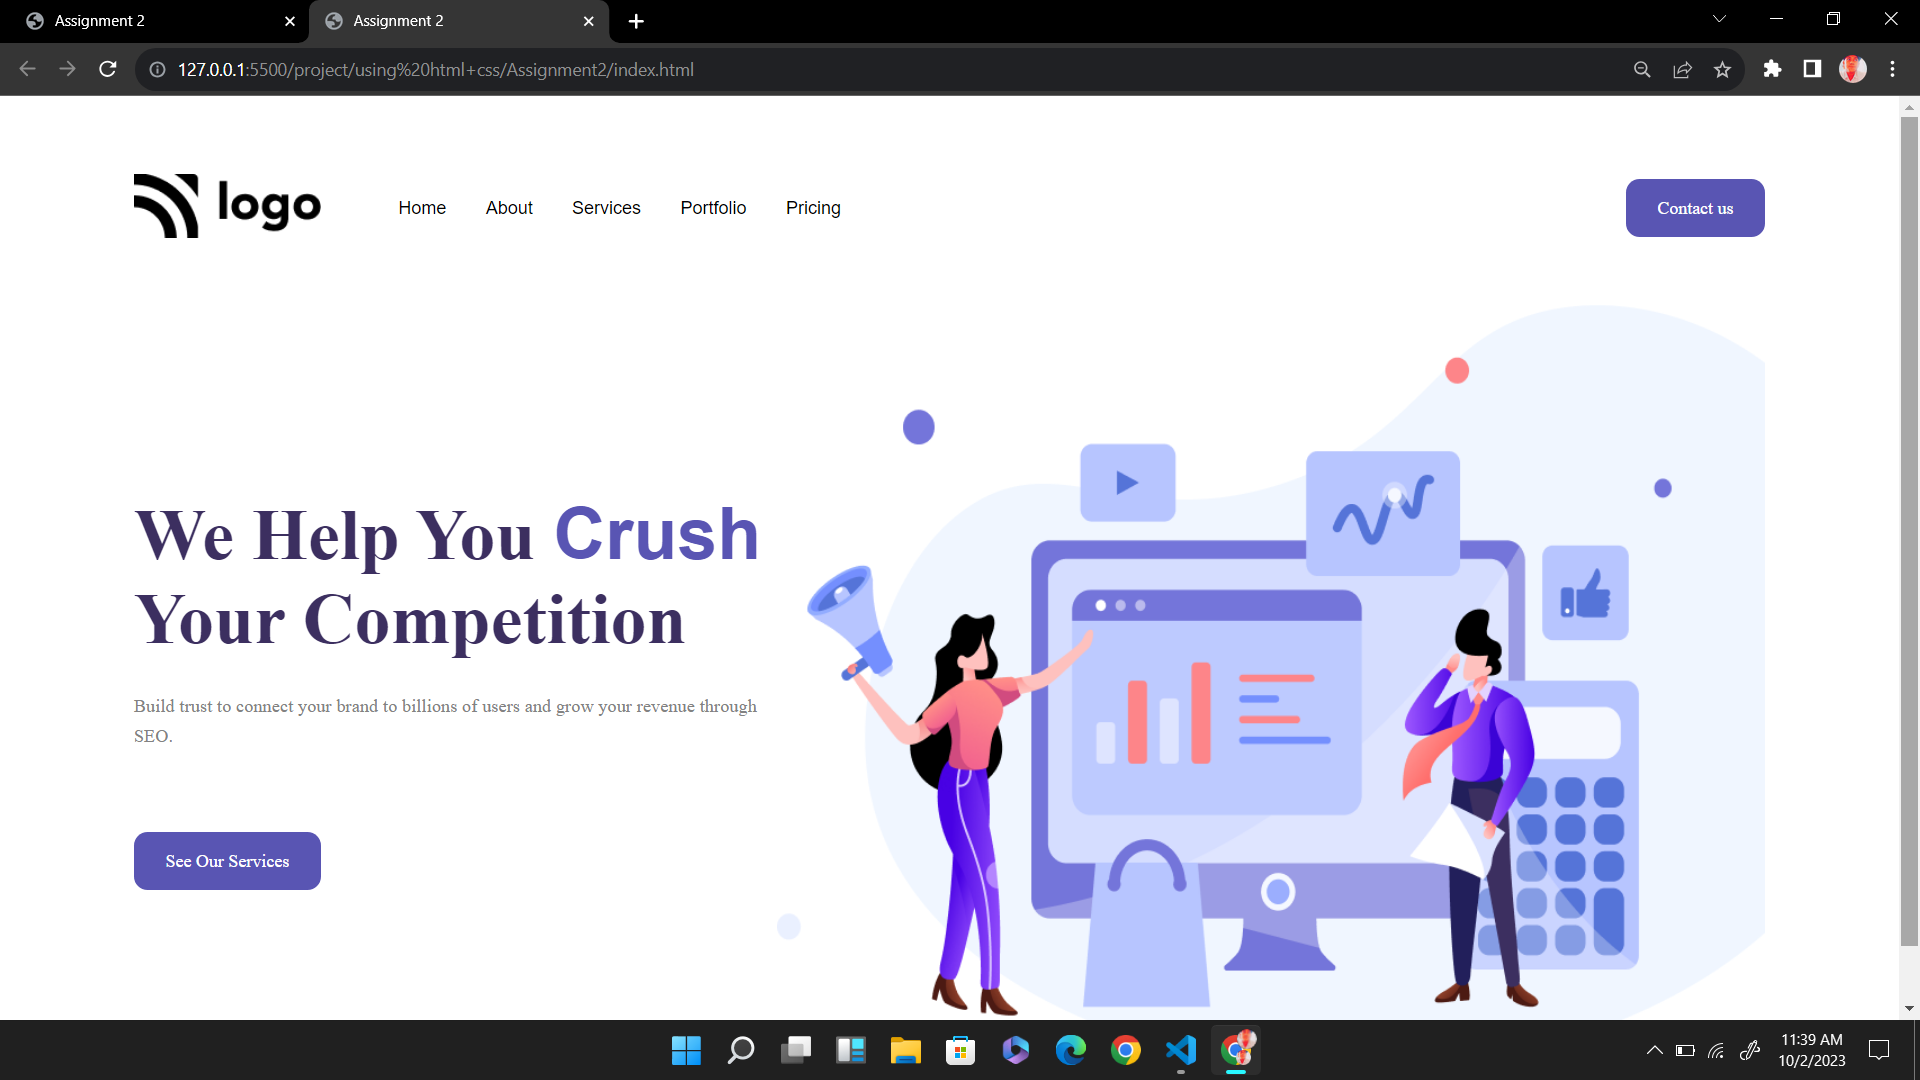 Assignment 2
Assignment 2
127.0.0.1:5500/project/using%20html+css/Assignment2/index.html
logo
Home About Services Portfolio Pricing
Contact us
We Help You Crush
Your Competition
Build trust to connect your brand to billions of users and grow your revenue through
SEO.
See Our Services
11:39 AM
10/2/2023